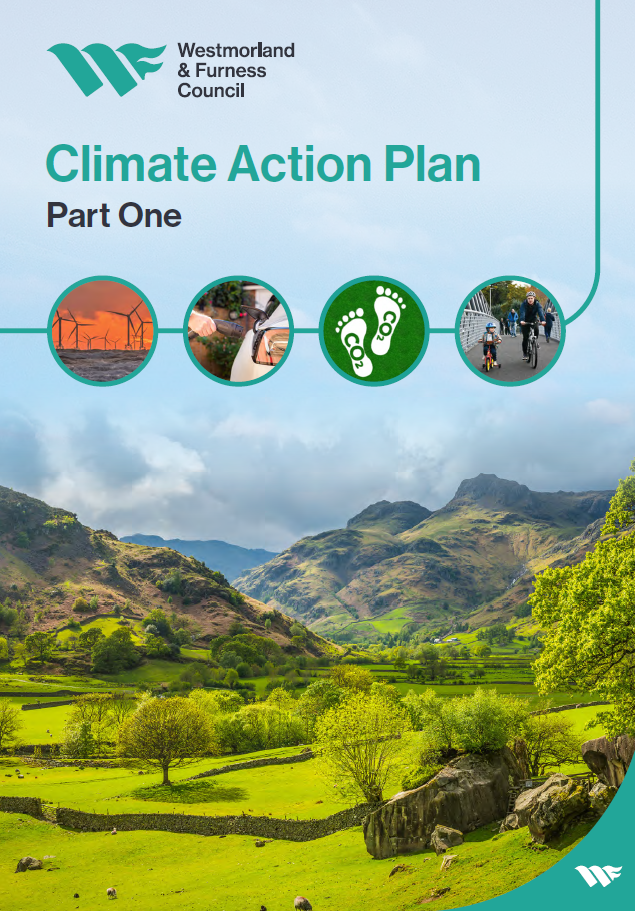 Westmorland
& Furness
Council
Climate Action Plan
Part One
CO2
CO2